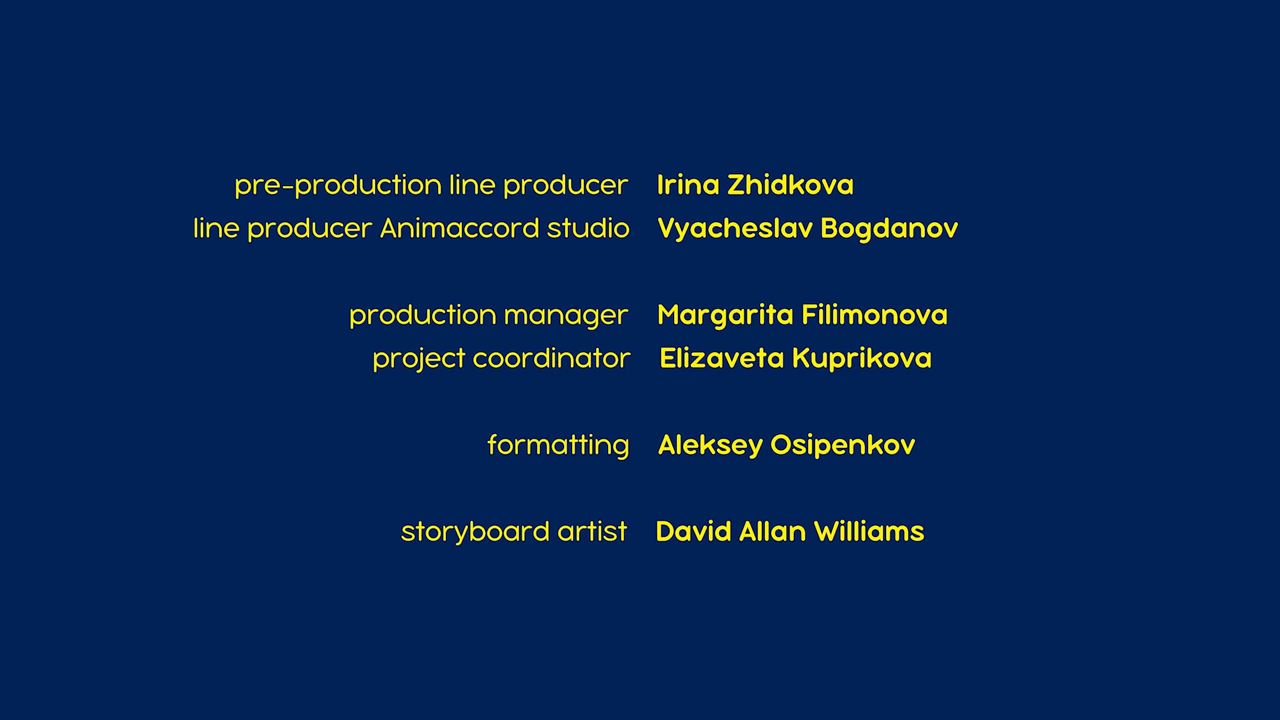 pre-production line producer Irina Zhidkova
line producer Animaccord studio Vyacheslav Bogdanov
production manager Margarita Filimonova
project coordinator Elizaveta Kuprikova
formatting Aleksey Osipenkov
storyboard artist David Allan Williams